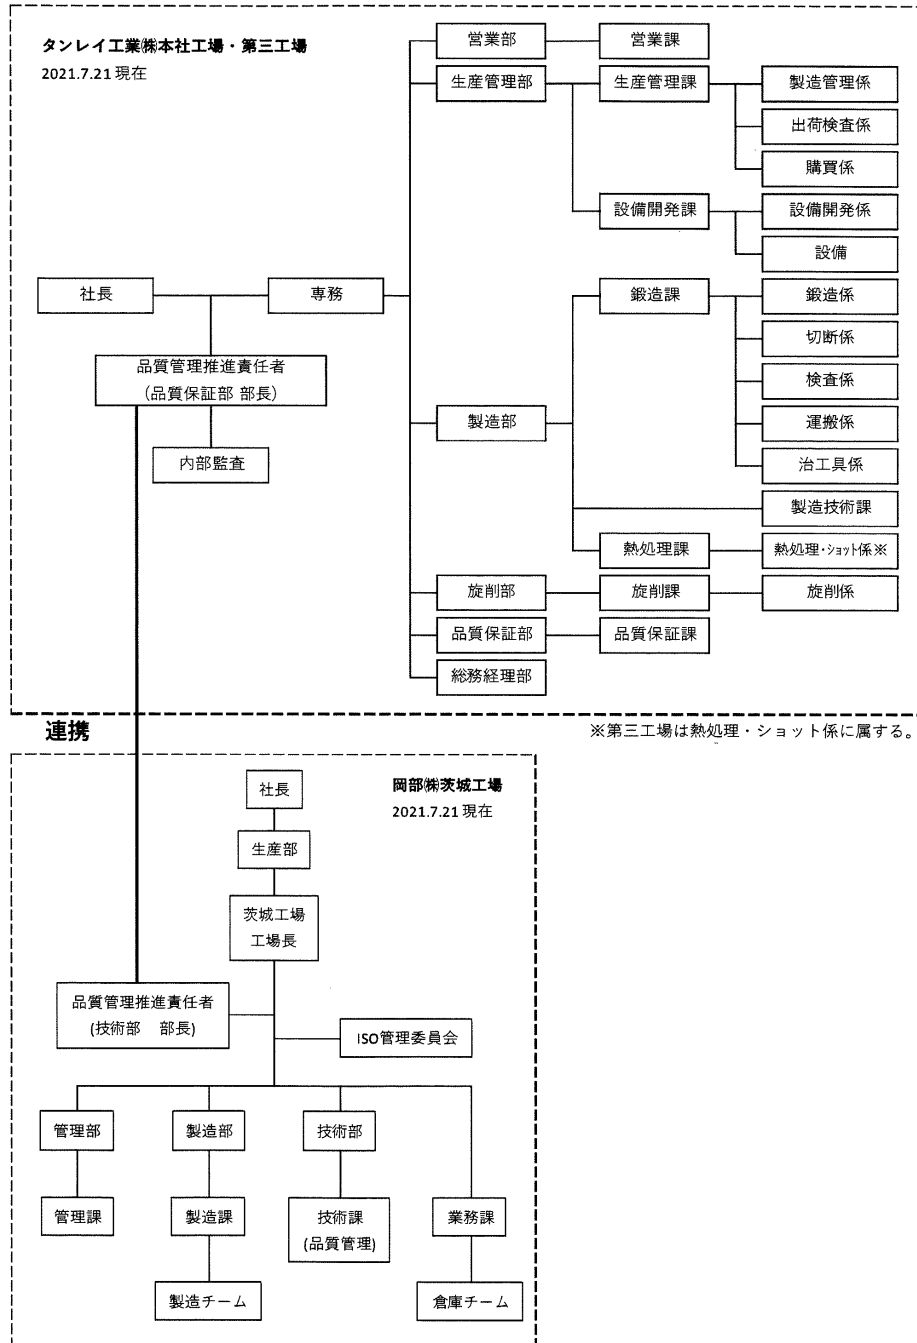 タンレイ工業㈱本社工場・第三工場
2021.7.21 現在
営業部
営業課
生産管理部
生産管理課
製造管理係
出荷検査係
購買係
設備開発課
設備開発係
設備
社長
専務
鍛造課
鍛造係
切断係
品質管理推進責任者
(品質保証部 部長)
検査係
製造部
運搬係
内部監査
治工具係
製造技術課
熱処理課
熱処理・ショット係※
旋削部
旋削課
旋削係
品質保証部
品質保証課
総務経理部
連携
※第三工場は熱処理・ショット係に属する。
岡部㈱茨城工場
2021.7.21 現在
社長
生産部
茨城工場
工場長
品質管理推進責任者
(技術部 部長)
ISO管理委員会
管理部
製造部
技術部
管理課
製造課
技術課
(品質管理)
業務課
製造チーム
倉庫チーム